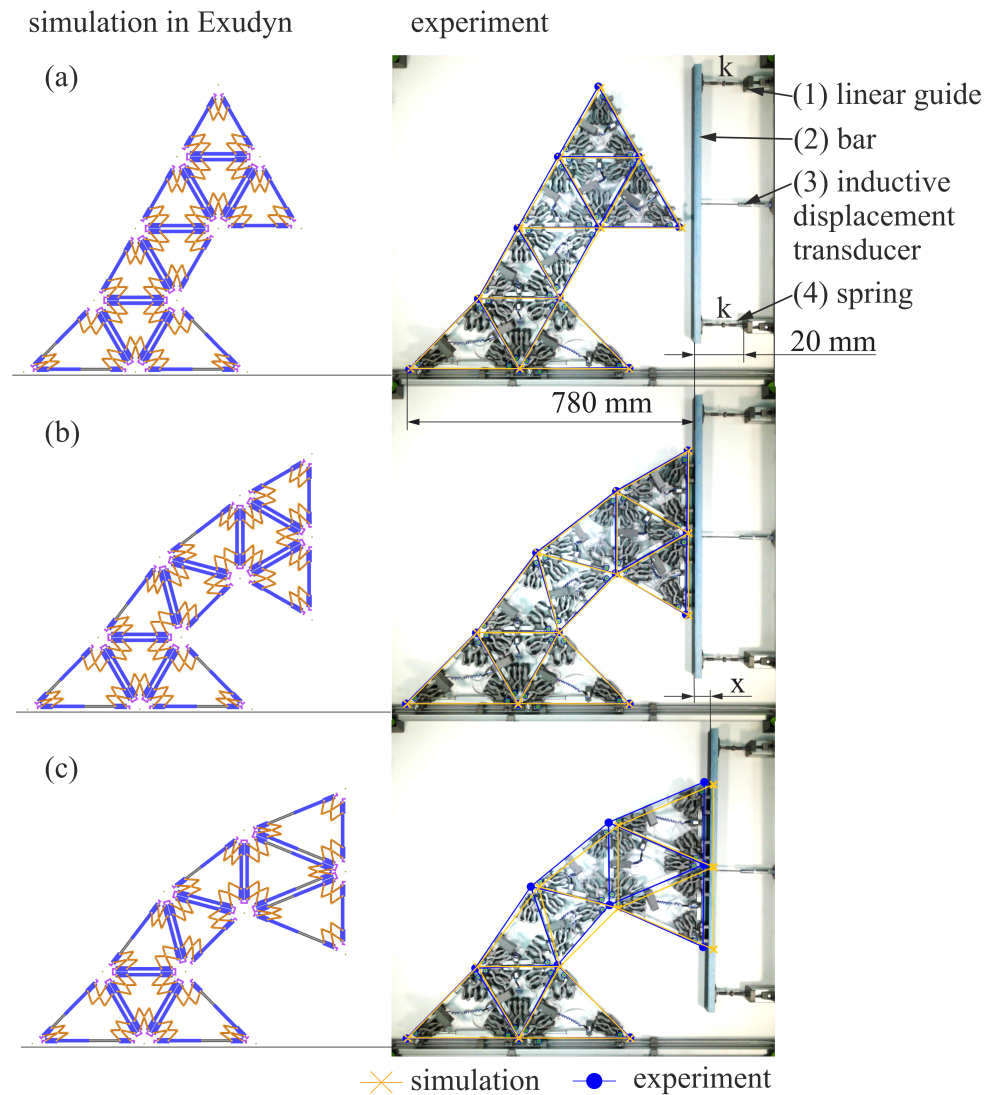 simulation in Exudyn
experiment
(a)
k
(1) linear guide
(2) bar
(3) inductive
displacement
transducer
k
(4) spring
20 mm
780 mm
(b)
x
(c)
simulation
experiment